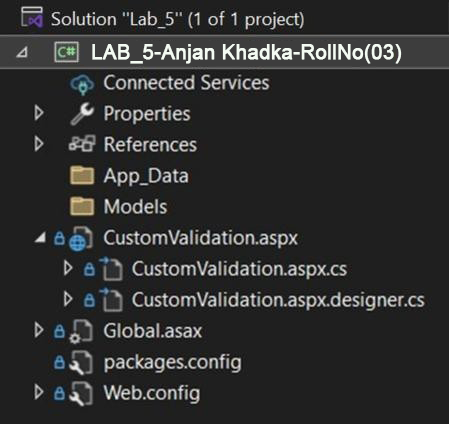 Solution "Lab_5" (1 of 1 project)
C# LAB_5-Anjan Khadka-RollNo(03)
Connected Services
Properties
References
App_Data
Models
CustomValidation.aspx
CustomValidation.aspx.cs
CustomValidation.aspx.designer.cs
Global.asax
packages.config
Web.config